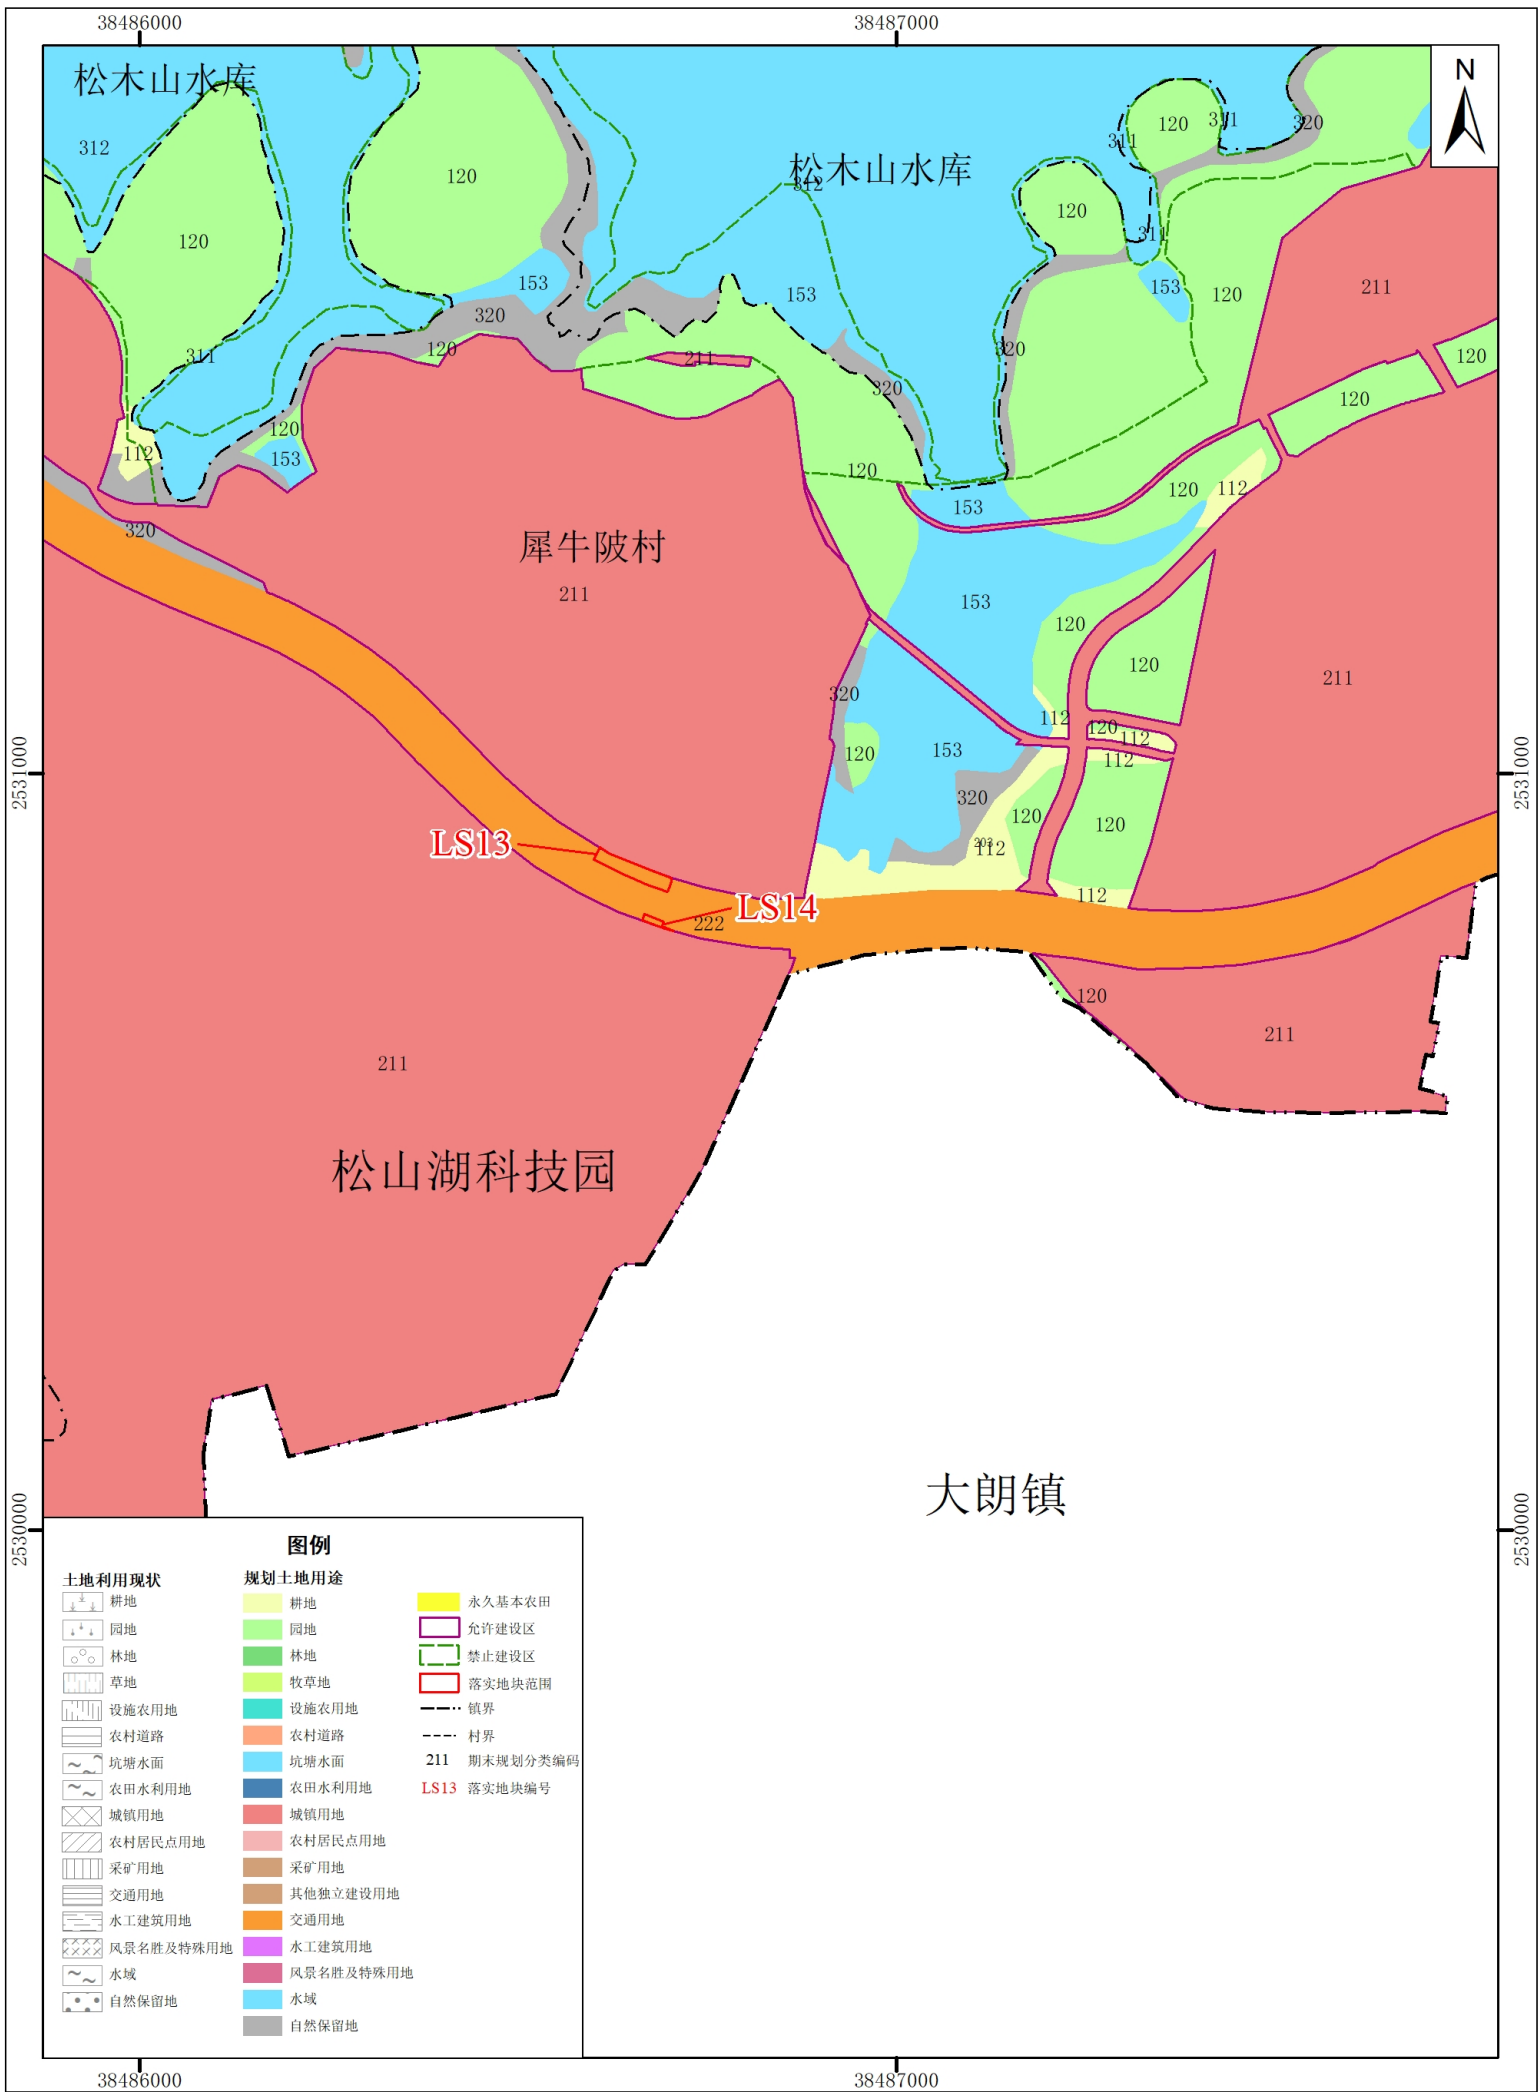 38486000
38487000
松木山水库
N
312
120
311
120
311
320
120
松木山水库
312
120
120
311
153
153
153
120
211
320
320
120
311
120
211
320
120
120
120
112
153
120
120
112
153
320
犀牛陂村
211
153
120
120
211
320
112
120
112
120
153
112
2531000
2531000
320
120
120
LS13
203
112
112
LS14
222
120
211
211
松山湖科技园
大朗镇
2530000
2530000
图例
土地利用现状
耕地
园地
林地
草地
设施农用地
农村道路
坑塘水面
农田水利用地
城镇用地
农村居民点用地
采矿用地
交通用地
水工建筑用地
风景名胜及特殊用地
水域
自然保留地
规划土地用途
耕地
园地
林地
牧草地
设施农用地
农村道路
坑塘水面
农田水利用地
城镇用地
农村居民点用地
采矿用地
其他独立建设用地
交通用地
水工建筑用地
风景名胜及特殊用地
水域
自然保留地
永久基本农田
允许建设区
禁止建设区
落实地块范围
镇界
村界
211 期末规划分类编码
LS13 落实地块编号
38486000
38487000